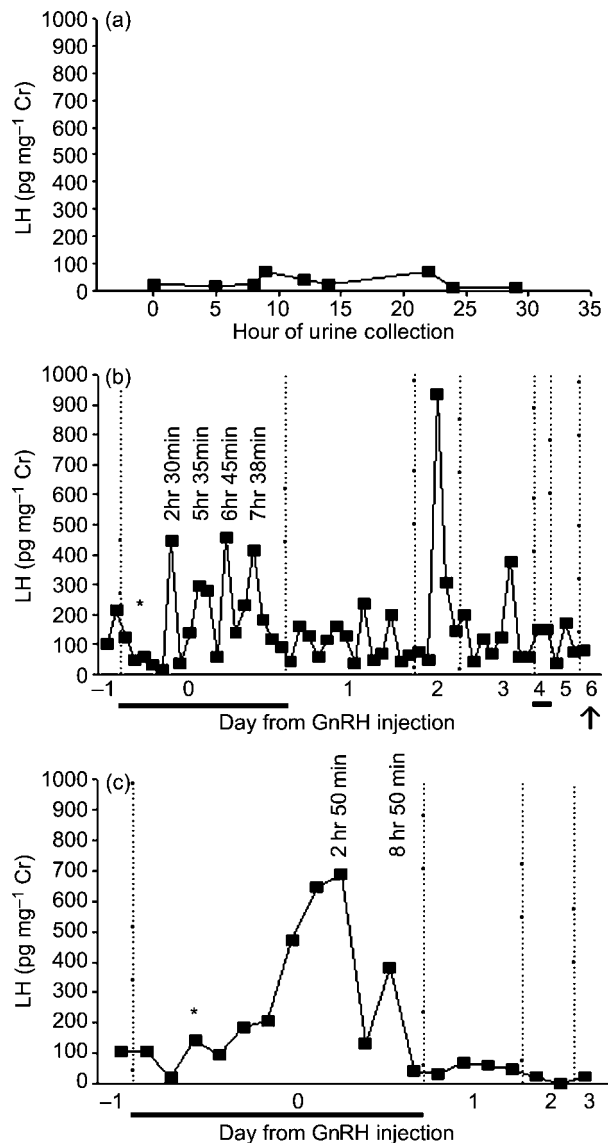 (a)
1000
900
800
700
600
500
400
300
200
100
0
LH (pg mg⁻¹ Cr)
0 5 10 15 20 25 30 35
Hour of urine collection
(b)
1000
900
800
700
600
500
400
300
200
100
0
LH (pg mg⁻¹ Cr)
2hr 30min
5hr 35min
6hr 45min
7hr 38min
*
–1 0 1 2 3 4 5 6
Day from GnRH injection
(c)
1000
900
800
700
600
500
400
300
200
100
0
LH (pg mg⁻¹ Cr)
2 hr 50 min
8 hr 50 min
*
–1 0 1 2 3
Day from GnRH injection